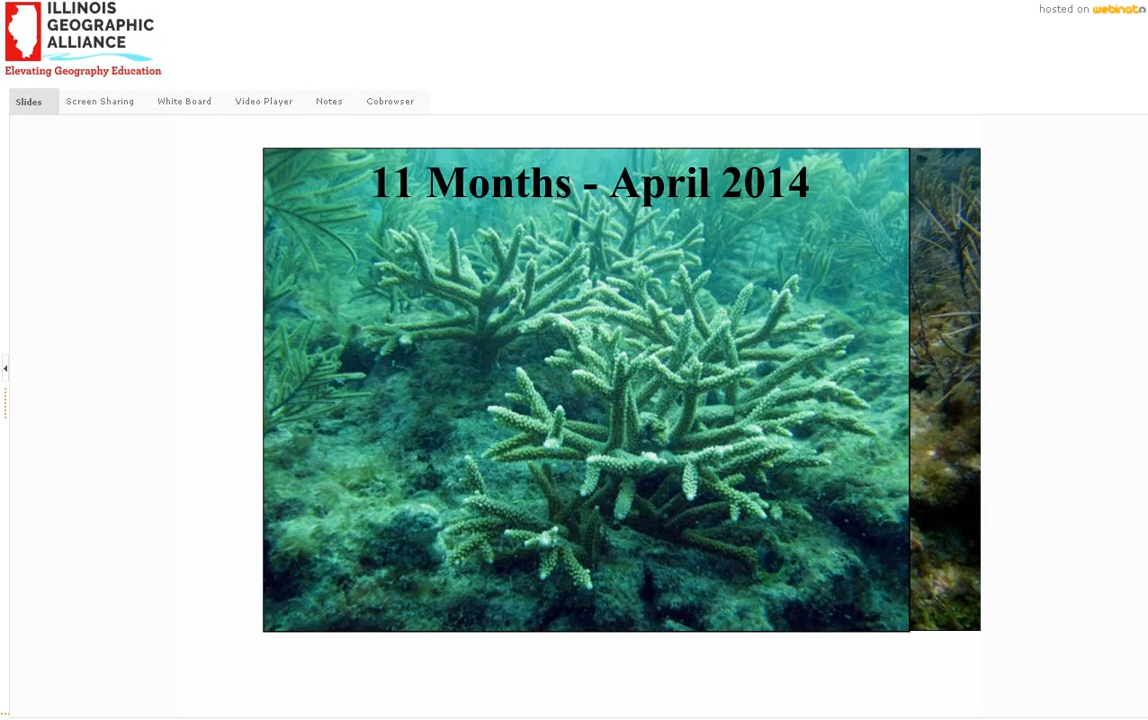 ILLINOIS
GEOGRAPHIC
ALLIANCE
Elevating Geography Education
hosted on webinato
Slides
Screen Sharing
White Board
Video Player
Notes
Cobrowser
11 Months - April 2014